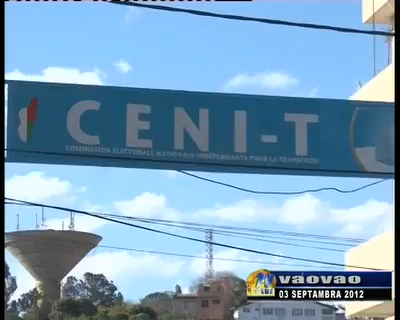 CENI-T
COMMISSION ELECTORALE NATIONALE INDEPENDANTE POUR LA TRANSITION
vaovao
03 SEPTAMBRA 2012